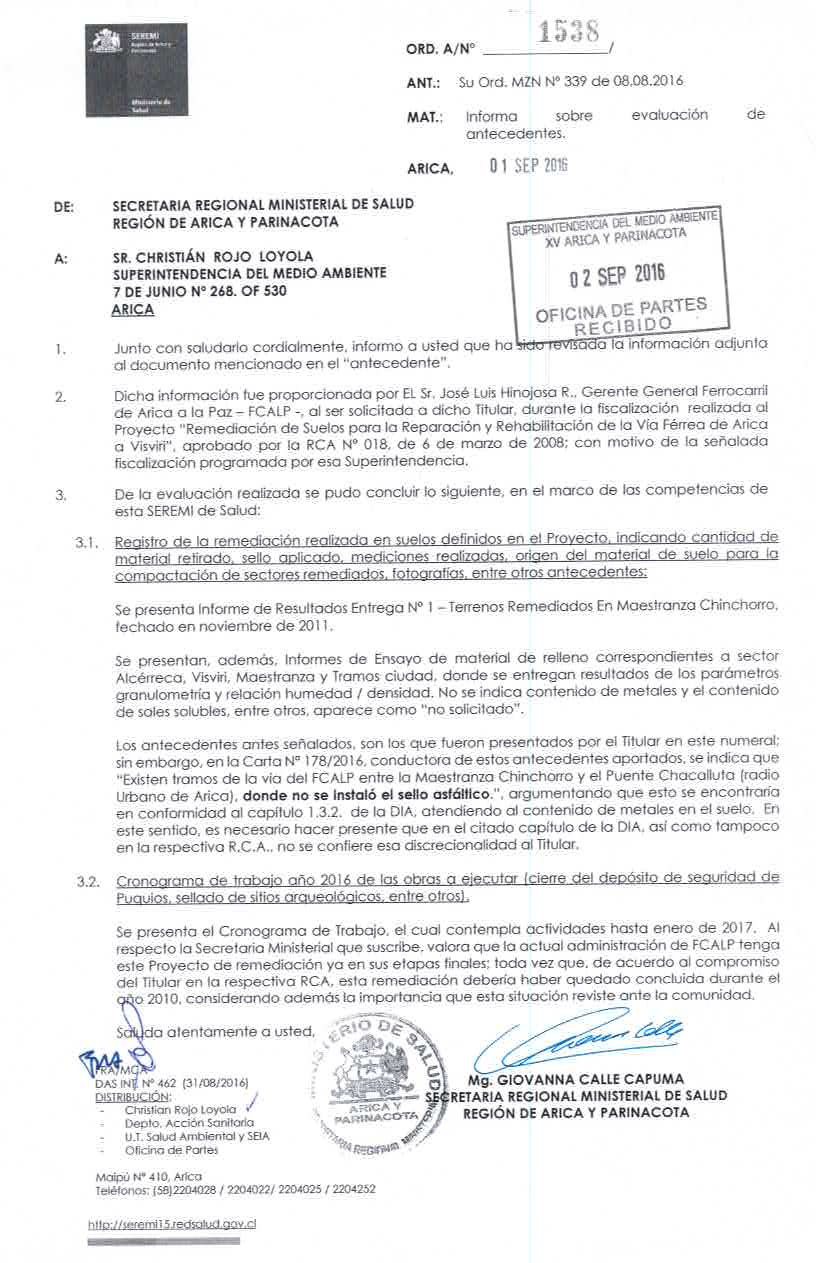 SEREMI
Región de Arica y
Parinacota
Ministerio de
Salud
ORD. A/Nº 1538 /
ANT.: Su Ord. MZN Nº 339 de 08.08.2016
MAT.: Informa sobre evaluación de
antecedentes.
ARICA, 01 SEP 2016
DE: SECRETARIA REGIONAL MINISTERIAL DE SALUD
REGIÓN DE ARICA Y PARINACOTA
A: SR. CHRISTIÁN ROJO LOYOLA
SUPERINTENDENCIA DEL MEDIO AMBIENTE
7 DE JUNIO Nº 268. OF 530
ARICA
SUPERINTENDENCIA DEL MEDIO AMBIENTE
XV ARICA Y PARINACOTA
02 SEP 2016
OFICINA DE PARTES
RECIBIDO
1. Junto con saludarlo cordialmente, informo a usted que ha sido revisada la información adjunta
al documento mencionado en el "antecedente".
2. Dicha información fue proporcionada por EL Sr. José Luis Hinojosa R., Gerente General Ferrocarril
de Arica a la Paz – FCALP -, al ser solicitada a dicho Titular, durante la fiscalización realizada al
Proyecto "Remediación de Suelos para la Reparación y Rehabilitación de la Vía Férrea de Arica
a Visviri", aprobado por la RCA Nº 018, de 6 de marzo de 2008; con motivo de la señalada
fiscalización programada por esa Superintendencia.
3. De la evaluación realizada se pudo concluir lo siguiente, en el marco de las competencias de
esta SEREMI de Salud:
3.1. Registro de la remediación realizada en suelos definidos en el Proyecto, indicando cantidad de
material retirado, sello aplicado, mediciones realizadas, origen del material de suelo para la
compactación de sectores remediados, fotografías, entre otros antecedentes:
Se presenta Informe de Resultados Entrega Nº 1 – Terrenos Remediados En Maestranza Chinchorro,
fechado en noviembre de 2011.
Se presentan, además, Informes de Ensayo de material de relleno correspondientes a sector
Alcérreca, Visviri, Maestranza y Tramos ciudad, donde se entregan resultados de los parámetros
granulometría y relación humedad / densidad. No se indica contenido de metales y el contenido
de sales solubles, entre otros, aparece como "no solicitado".
Los antecedentes antes señalados, son los que fueron presentados por el Titular en este numeral;
sin embargo, en la Carta Nº 178/2016, conductora de estos antecedentes aportados, se indica que
"Existen tramos de la vía del FCALP entre la Maestranza Chinchorro y el Puente Chacalluta (radio
Urbano de Arica), donde no se instaló el sello asfáltico.", argumentando que esto se encontraría
en conformidad al capítulo 1.3.2. de la DIA, atendiendo al contenido de metales en el suelo. En
este sentido, es necesario hacer presente que en el citado capítulo de la DIA, así como tampoco
en la respectiva R.C.A., no se confiere esa discrecionalidad al Titular.
3.2. Cronograma de trabajo año 2016 de las obras a ejecutar (cierre del depósito de seguridad de
Puquios, sellado de sitios arqueológicos, entre otros).
Se presenta el Cronograma de Trabajo, el cual contempla actividades hasta enero de 2017. Al
respecto la Secretaria Ministerial que suscribe, valora que la actual administración de FCALP tenga
este Proyecto de remediación ya en sus etapas finales; toda vez que, de acuerdo al compromiso
del Titular en la respectiva RCA, esta remediación debería haber quedado concluida durante el
año 2010, considerando además la importancia que esta situación reviste ante la comunidad.
Saluda atentamente a usted,
MINISTERIO DE SALUD
ARICA Y
PARINACOTA
Mg. GIOVANNA CALLE CAPUMA
SECRETARIA REGIONAL MINISTERIAL DE SALUD
REGIÓN DE ARICA Y PARINACOTA
FRA/MCA
DAS INT. Nº 462 (31/08/2016)
DISTRIBUCIÓN:
- Christian Rojo Loyola
- Depto. Acción Sanitaria
- U.T. Salud Ambiental y SEIA
- Oficina de Partes
Maipú Nº 410, Arica
Teléfonos: (58)2204028 / 2204022/ 2204025 / 2204252
http://seremi15.redsalud.gov.cl